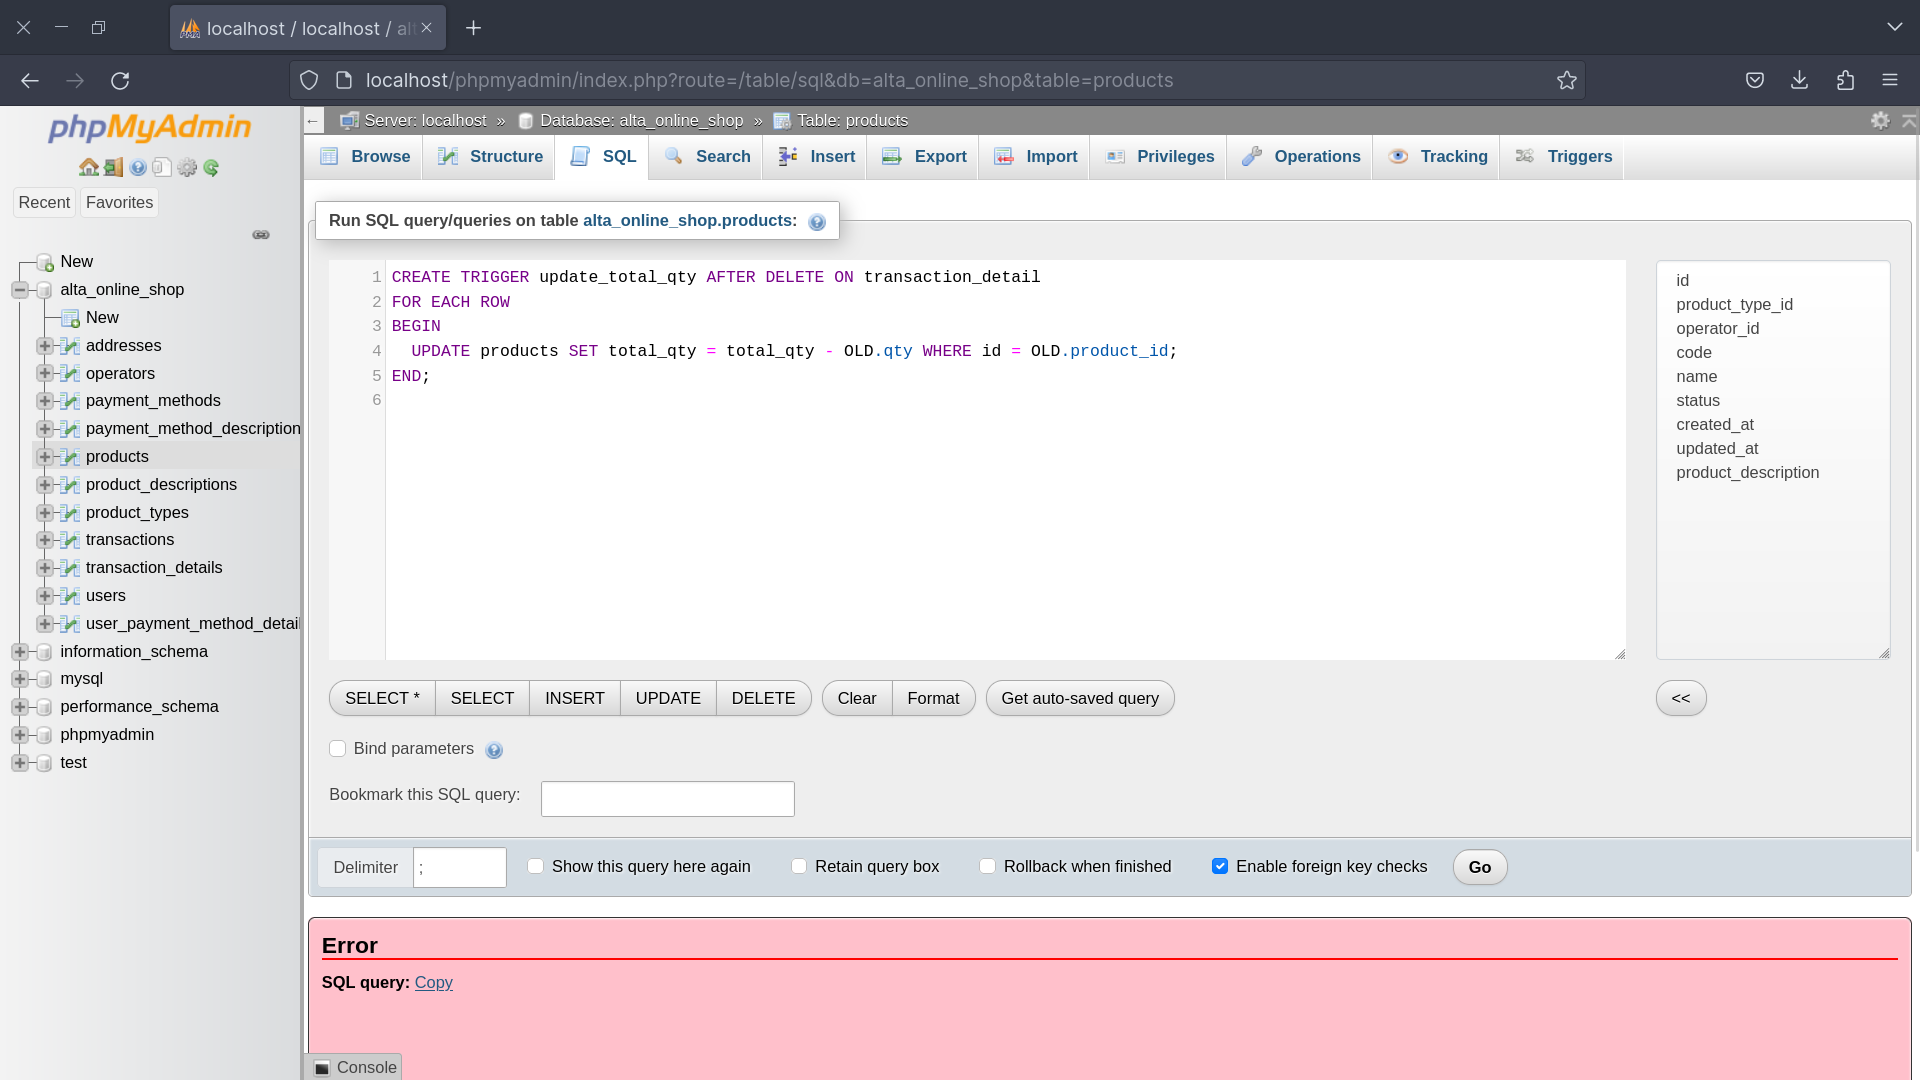 localhost / localhost / alt
localhost/phpmyadmin/index.php?route=/table/sql&db=alta_online_shop&table=products
phpMyAdmin
Recent
Favorites
New
alta_online_shop
New
addresses
operators
payment_methods
payment_method_description
products
product_descriptions
product_types
transactions
transaction_details
users
user_payment_method_detail
information_schema
mysql
performance_schema
phpmyadmin
test
← Server: localhost » Database: alta_online_shop » Table: products
Browse Structure SQL Search Insert Export Import Privileges Operations Tracking Triggers
Run SQL query/queries on table alta_online_shop.products:
1 CREATE TRIGGER update_total_qty AFTER DELETE ON transaction_detail
2 FOR EACH ROW
3 BEGIN
4 UPDATE products SET total_qty = total_qty - OLD.qty WHERE id = OLD.product_id;
5 END;
6
id
product_type_id
operator_id
code
name
status
created_at
updated_at
product_description
SELECT * SELECT INSERT UPDATE DELETE Clear Format Get auto-saved query <<
Bind parameters
Bookmark this SQL query:
Delimiter ; Show this query here again Retain query box Rollback when finished Enable foreign key checks Go
Error
SQL query: Copy
Console